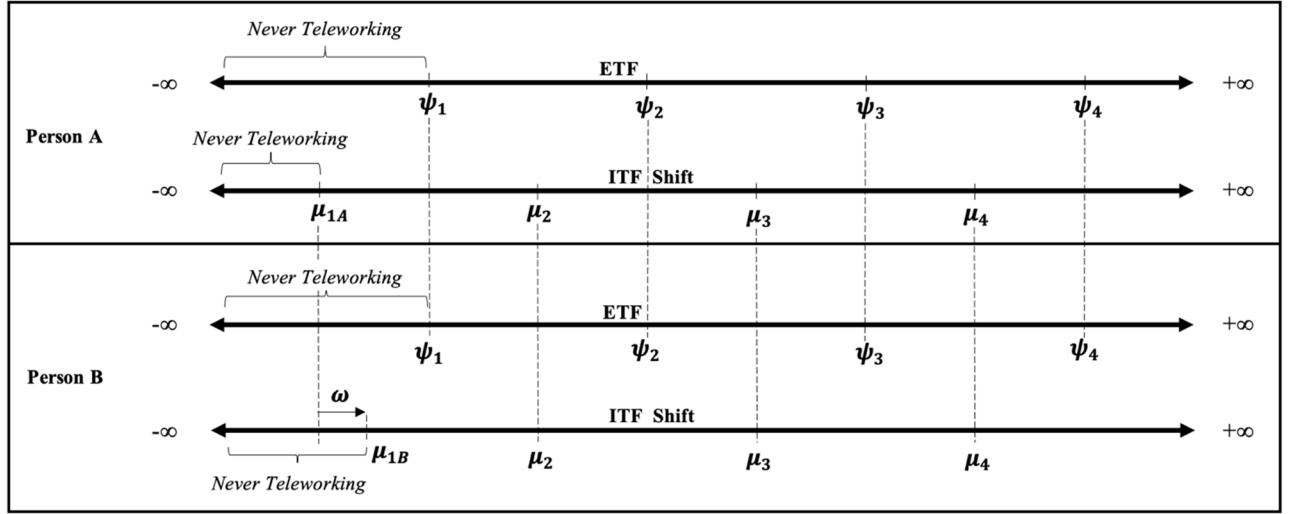 Never Teleworking
ETF
-∞ +∞
ψ1 ψ2 ψ3 ψ4
Person A
Never Teleworking
ITF Shift
-∞ +∞
μ1A μ2 μ3 μ4
Never Teleworking
ETF
-∞ +∞
ψ1 ψ2 ψ3 ψ4
Person B
ω
ITF Shift
-∞ +∞
μ1B μ2 μ3 μ4
Never Teleworking